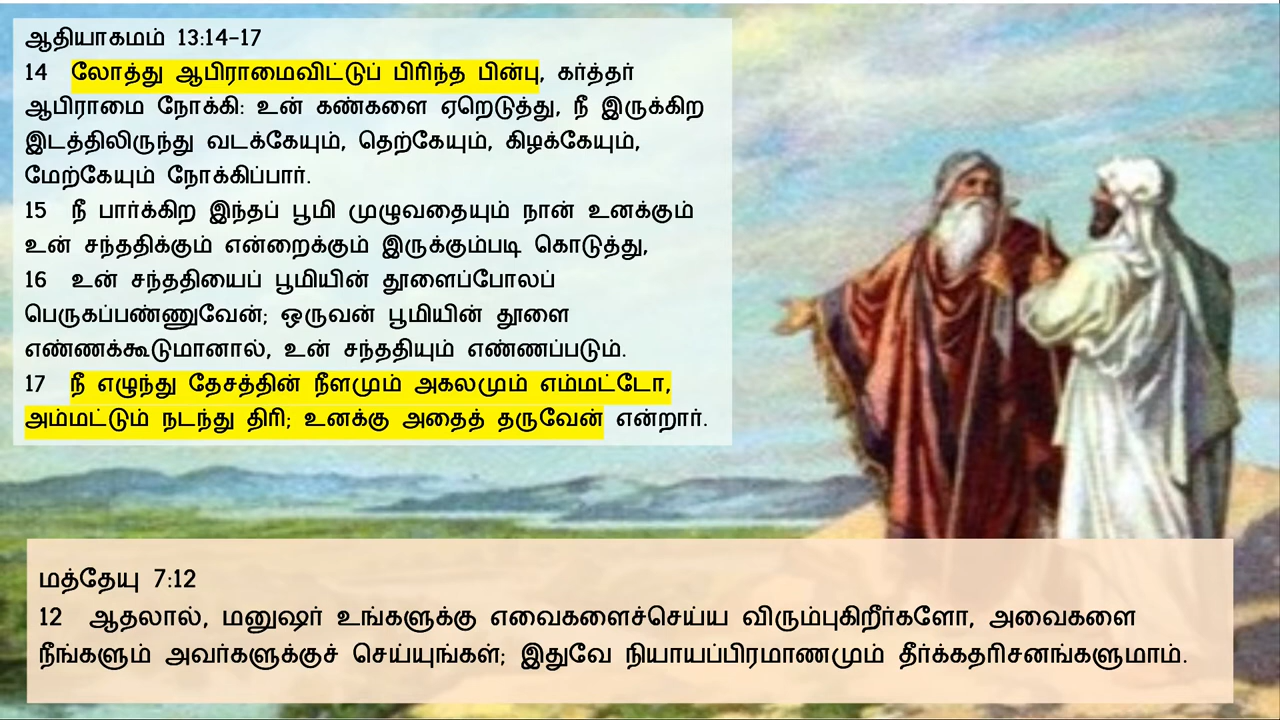 ஆதியாகமம் 13:14-17
14 லோத்து ஆபிராமைவிட்டுப் பிரிந்த பின்பு, கர்த்தர்
ஆபிராமை நோக்கி: உன் கண்களை ஏறெடுத்து, நீ இருக்கிற
இடத்திலிருந்து வடக்கேயும், தெற்கேயும், கிழக்கேயும்,
மேற்கேயும் நோக்கிப்பார்.
15 நீ பார்க்கிற இந்தப் பூமி முழுவதையும் நான் உனக்கும்
உன் சந்ததிக்கும் என்றைக்கும் இருக்கும்படி கொடுத்து,
16 உன் சந்ததியைப் பூமியின் தூளைப்போலப்
பெருகப்பண்ணுவேன்; ஒருவன் பூமியின் தூளை
எண்ணக்கூடுமானால், உன் சந்ததியும் எண்ணப்படும்.
17 நீ எழுந்து தேசத்தின் நீளமும் அகலமும் எம்மட்டோ,
அம்மட்டும் நடந்து திரி; உனக்கு அதைத் தருவேன் என்றார்.
மத்தேயு 7:12
12 ஆதலால், மனுஷர் உங்களுக்கு எவைகளைச்செய்ய விரும்புகிறீர்களோ, அவைகளை
நீங்களும் அவர்களுக்குச் செய்யுங்கள்; இதுவே நியாயப்பிரமாணமும் தீர்க்கதரிசனங்களுமாம்.